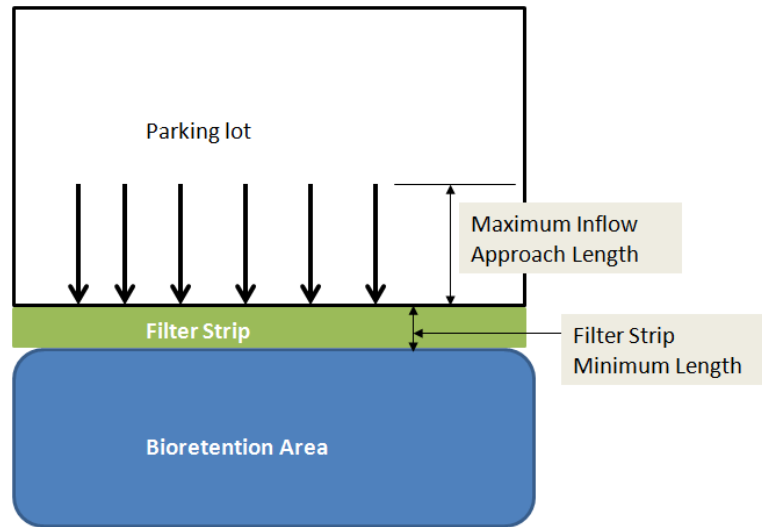 Parking lot
Maximum Inflow
Approach Length
Filter Strip
Filter Strip
Minimum Length
Bioretention Area